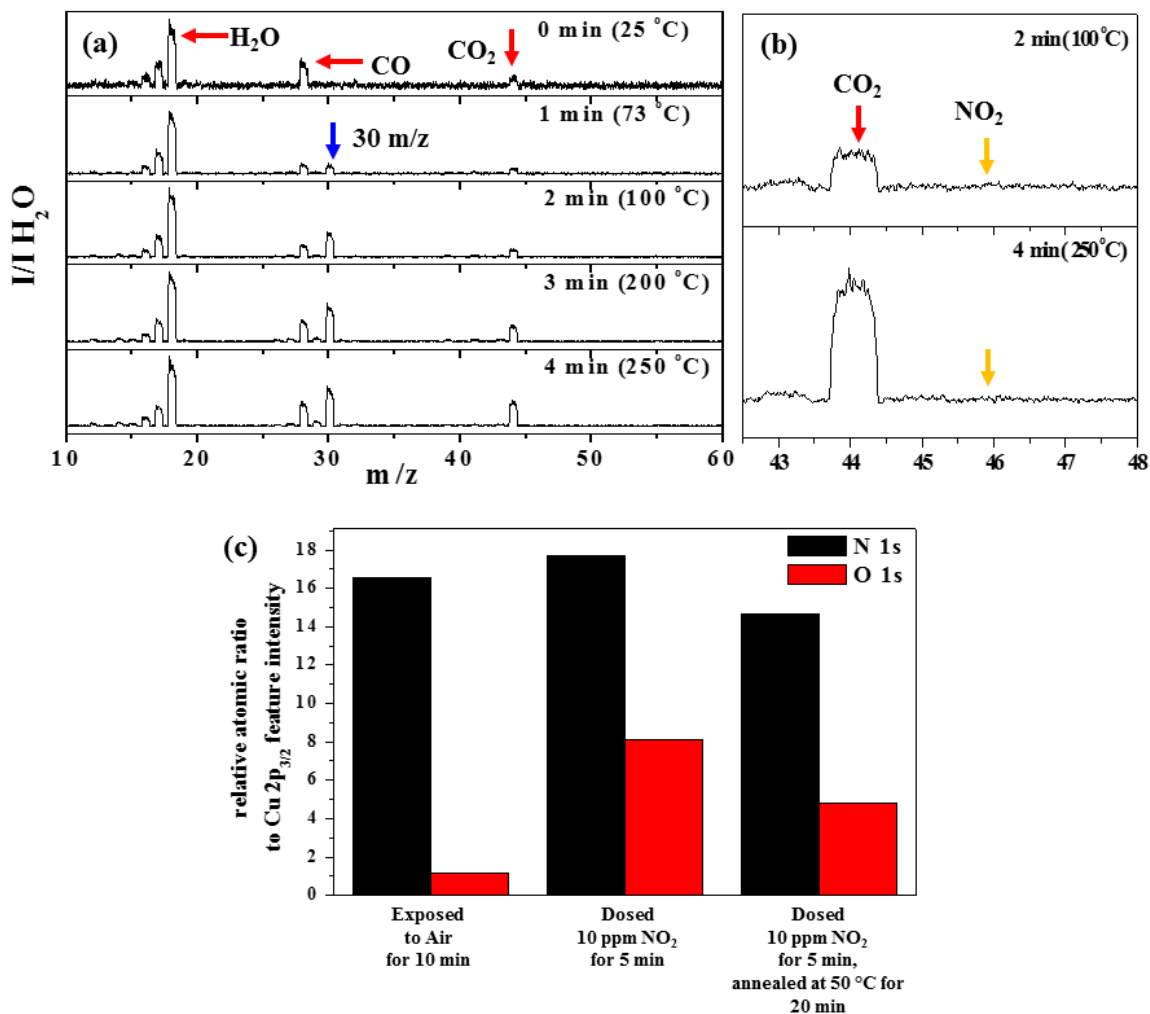 (a)
H₂O
CO
CO₂
0 min (25 °C)
1 min (73 °C)
30 m/z
2 min (100 °C)
3 min (200 °C)
4 min (250 °C)
I/I H₂O
10 20 30 40 50 60
m/z
(b)
2 min(100°C)
CO₂
NO₂
4 min(250°C)
43 44 45 46 47 48
(c)
N 1s
O 1s
relative atomic ratio
to Cu 2p₃/₂ feature intensity
18
16
14
12
10
8
6
4
2
0
Exposed
to Air
for 10 min
Dosed
10 ppm NO₂
for 5 min
Dosed
10 ppm NO₂
for 5 min,
annealed at 50 °C for
20 min